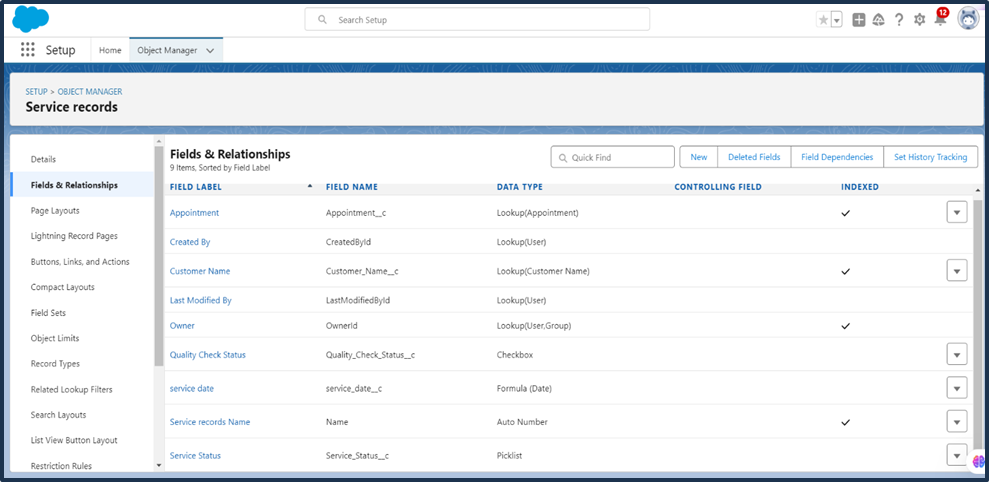 Search Setup
12
Setup Home Object Manager
SETUP > OBJECT MANAGER
Service records
Details
Fields & Relationships
Page Layouts
Lightning Record Pages
Buttons, Links, and Actions
Compact Layouts
Field Sets
Object Limits
Record Types
Related Lookup Filters
Search Layouts
List View Button Layout
Restriction Rules
Fields & Relationships
9 Items, Sorted by Field Label
Quick Find New Deleted Fields Field Dependencies Set History Tracking
FIELD LABEL FIELD NAME DATA TYPE CONTROLLING FIELD INDEXED
Appointment Appointment__c Lookup(Appointment)
Created By CreatedById Lookup(User)
Customer Name Customer_Name__c Lookup(Customer Name)
Last Modified By LastModifiedById Lookup(User)
Owner OwnerId Lookup(User,Group)
Quality Check Status Quality_Check_Status__c Checkbox
service date service_date__c Formula (Date)
Service records Name Name Auto Number
Service Status Service_Status__c Picklist